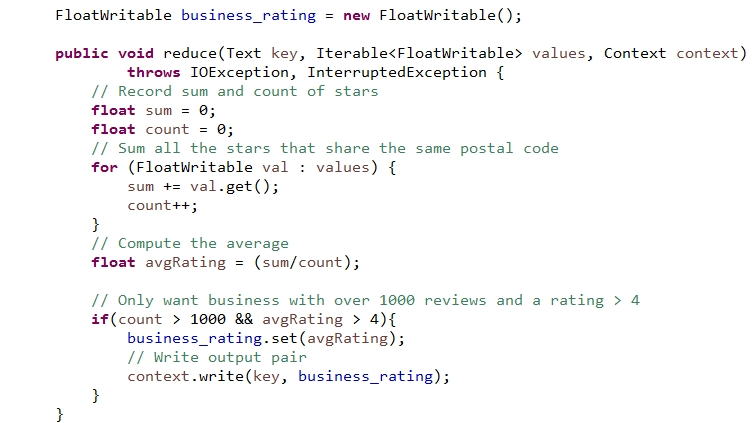 FloatWritable business_rating = new FloatWritable();
public void reduce(Text key, Iterable<FloatWritable> values, Context context)
throws IOException, InterruptedException {
// Record sum and count of stars
float sum = 0;
float count = 0;
// Sum all the stars that share the same postal code
for (FloatWritable val : values) {
sum += val.get();
count++;
}
// Compute the average
float avgRating = (sum/count);
// Only want business with over 1000 reviews and a rating > 4
if(count > 1000 && avgRating > 4){
business_rating.set(avgRating);
// Write output pair
context.write(key, business_rating);
}
}